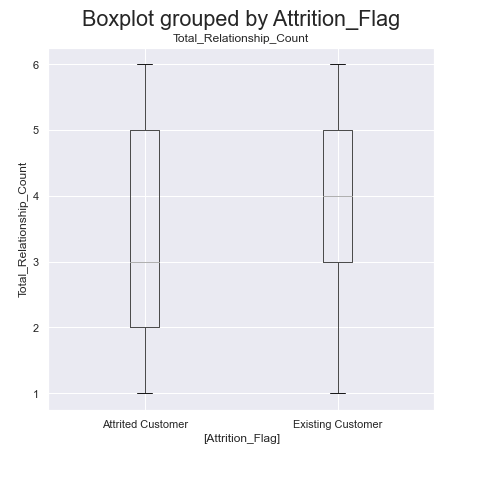 Boxplot grouped by Attrition_Flag
Total_Relationship_Count
6
5
4
3
2
1
Total_Relationship_Count
Attrited Customer Existing Customer
[Attrition_Flag]